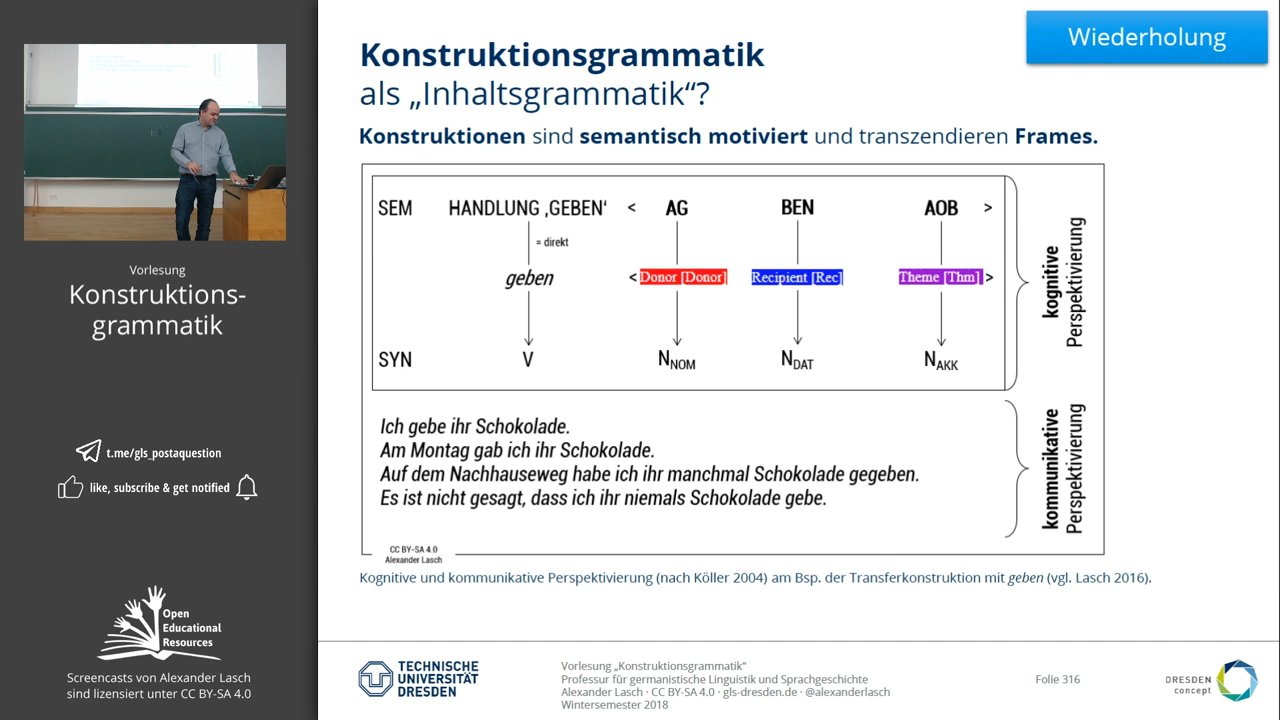 Wiederholung
Konstruktionsgrammatik
als „Inhaltsgrammatik“?
Konstruktionen sind semantisch motiviert und transzendieren Frames.
SEM HANDLUNG ‚GEBEN‘ < AG BEN AOB >
= direkt
geben <Donor [Donor] Recipient [Rec] Theme [Thm] >
SYN V NNOM NDAT NAKK
kognitive
Perspektivierung
Ich gebe ihr Schokolade.
Am Montag gab ich ihr Schokolade.
Auf dem Nachhauseweg habe ich ihr manchmal Schokolade gegeben.
Es ist nicht gesagt, dass ich ihr niemals Schokolade gebe.
kommunikative
Perspektivierung
CC BY-SA 4.0
Alexander Lasch
Kognitive und kommunikative Perspektivierung (nach Köller 2004) am Bsp. der Transferkonstruktion mit geben (vgl. Lasch 2016).
Vorlesung
Konstruktions-
grammatik
t.me/gls_postaquestion
like, subscribe & get notified
Open
Educational
Resources
Screencasts von Alexander Lasch
sind lizensiert unter CC BY-SA 4.0
TECHNISCHE
UNIVERSITÄT
DRESDEN
Vorlesung „Konstruktionsgrammatik“
Professur für germanistische Linguistik und Sprachgeschichte
Alexander Lasch · CC BY-SA 4.0 · gls-dresden.de · @alexanderlasch
Wintersemester 2018
Folie 316
DRESDEN
concept